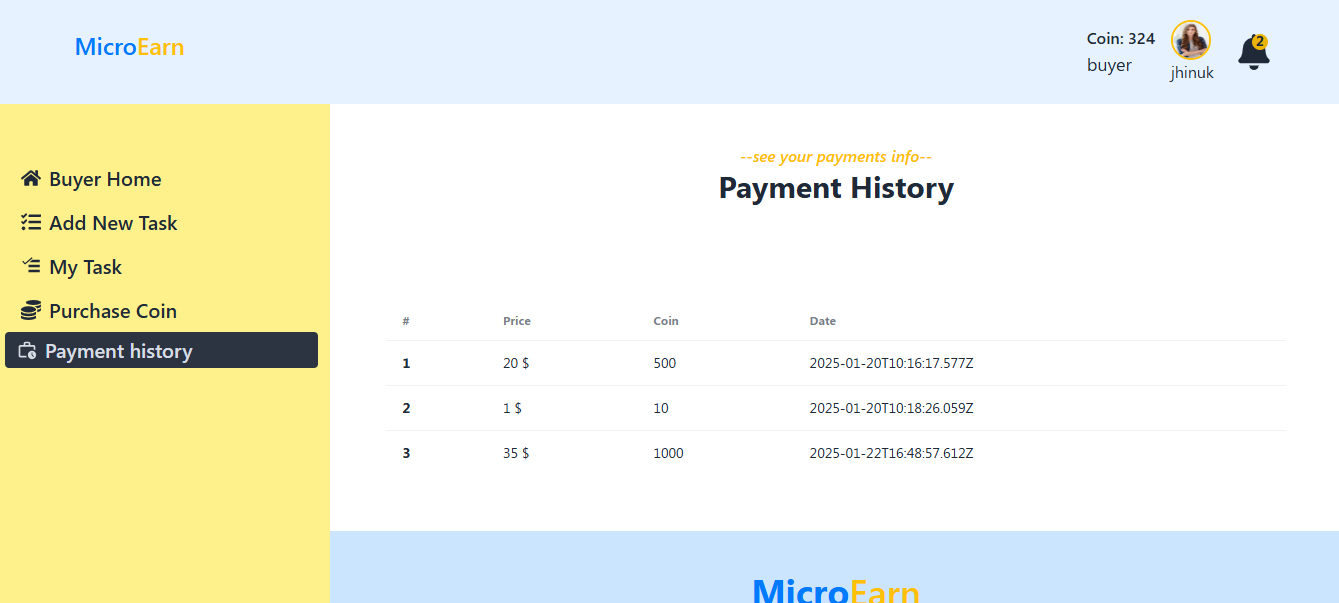 MicroEarn
Coin: 324
buyer
jhinuk
2
Buyer Home
Add New Task
My Task
Purchase Coin
Payment history
--see your payments info--
Payment History
# Price Coin Date
1 20 $ 500 2025-01-20T10:16:17.577Z
2 1 $ 10 2025-01-20T10:18:26.059Z
3 35 $ 1000 2025-01-22T16:48:57.612Z
MicroEarn